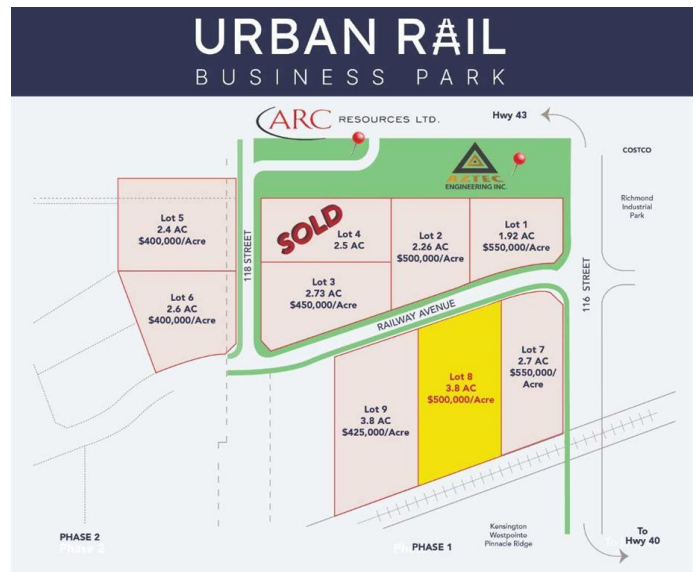 URBAN RAIL
BUSINESS PARK
ARC RESOURCES LTD.
Hwy 43
COSTCO
AZTEC
ENGINEERING INC.
Richmond
Industrial
Park
Lot 5
2.4 AC
$400,000/Acre
118 STREET
SOLD
Lot 4
2.5 AC
Lot 2
2.26 AC
$500,000/Acre
Lot 1
1.92 AC
$550,000/Acre
Lot 6
2.6 AC
$400,000/Acre
Lot 3
2.73 AC
$450,000/Acre
RAILWAY AVENUE
116 STREET
Lot 7
2.7 AC
$550,000/
Acre
Lot 8
3.8 AC
$500,000/Acre
Lot 9
3.8 AC
$425,000/Acre
PHASE 2
Phase 2
PHASE 1
Kensington
Westpointe
Pinnacle Ridge
To
Hwy 40